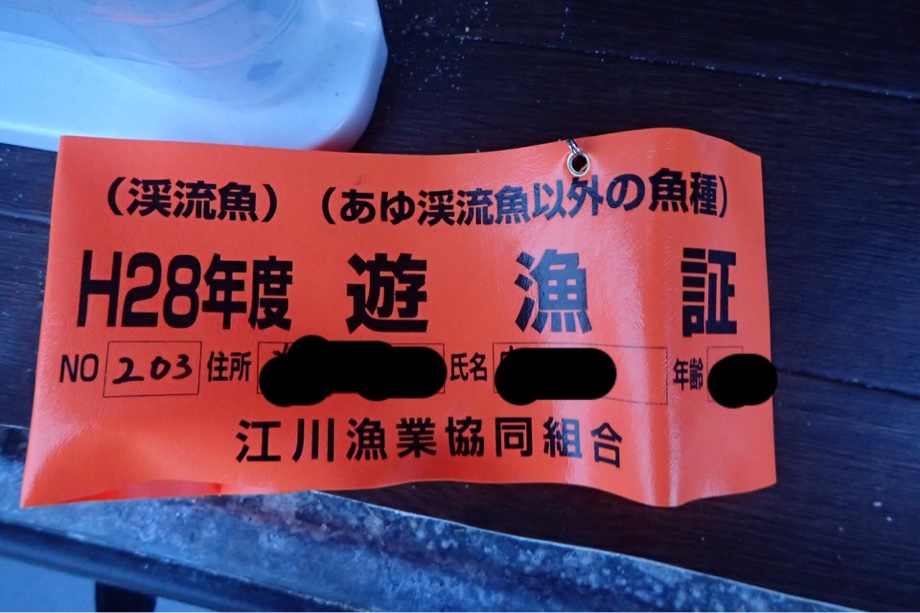 (渓流魚) (あゆ渓流魚以外の魚種)
H28年度 遊漁証
NO 203 住所 氏名 年齢
江川漁業協同組合